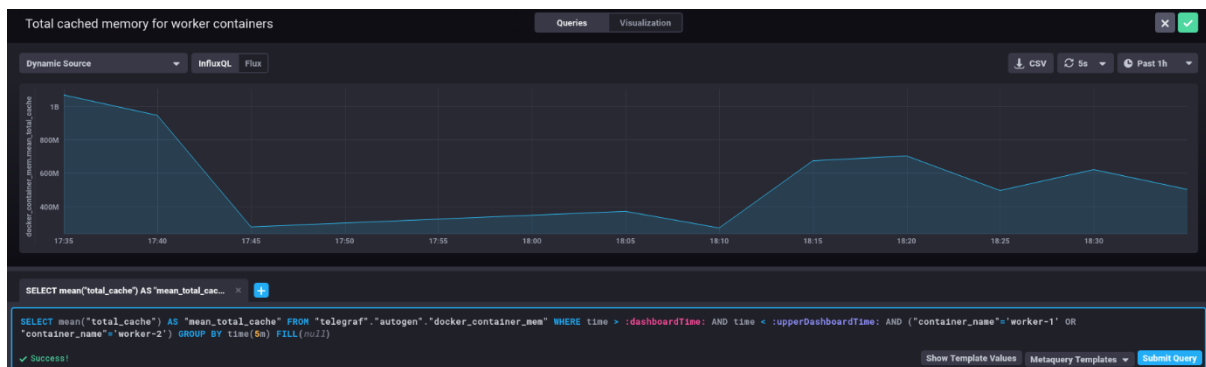 Total cached memory for worker containers
Queries Visualization
Dynamic Source InfluxQL Flux
CSV 5s Past 1h
docker_container_mem.mean_total_cache
1B
800M
600M
400M
17:35 17:40 17:45 17:50 17:55 18:00 18:05 18:10 18:15 18:20 18:25 18:30
SELECT mean("total_cache") AS "mean_total_cac...
SELECT mean("total_cache") AS "mean_total_cache" FROM "telegraf"."autogen"."docker_container_mem" WHERE time > :dashboardTime: AND time < :upperDashboardTime: AND ("container_name"='worker-1' OR
"container_name"='worker-2') GROUP BY time(5m) FILL(null)
Success!
Show Template Values Metaquery Templates Submit Query